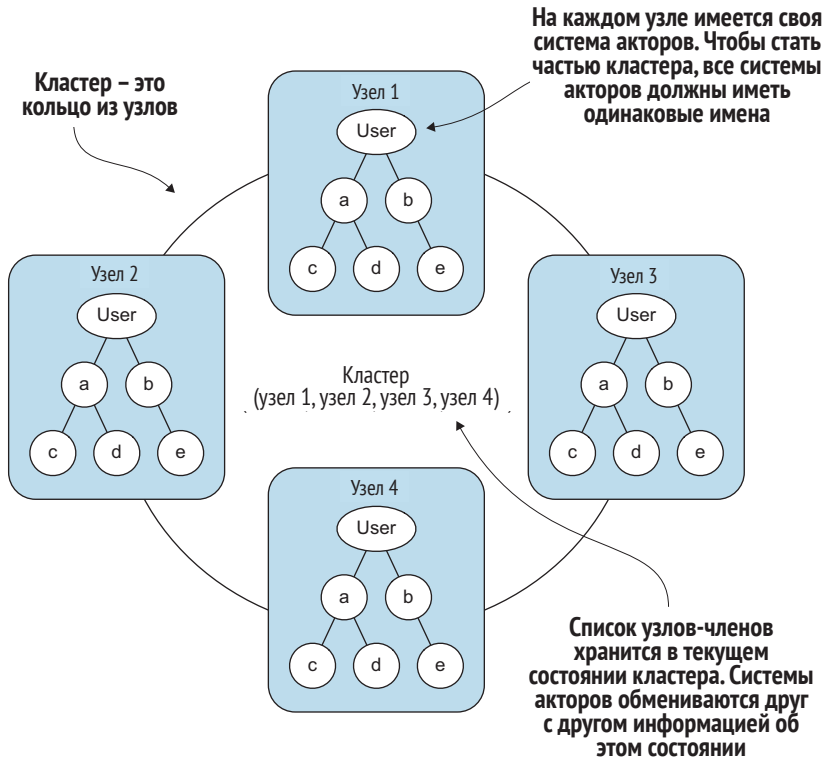 На каждом узле имеется своя
система акторов. Чтобы стать
частью кластера, все системы
акторов должны иметь
одинаковые имена
Кластер – это
кольцо из узлов
Узел 1
User
a
b
c
d
e
Узел 2
User
a
b
c
d
e
Узел 3
User
a
b
c
d
e
Кластер
(узел 1, узел 2, узел 3, узел 4)
Узел 4
User
a
b
c
d
e
Список узлов-членов
хранится в текущем
состоянии кластера. Системы
акторов обмениваются друг
с другом информацией об
этом состоянии